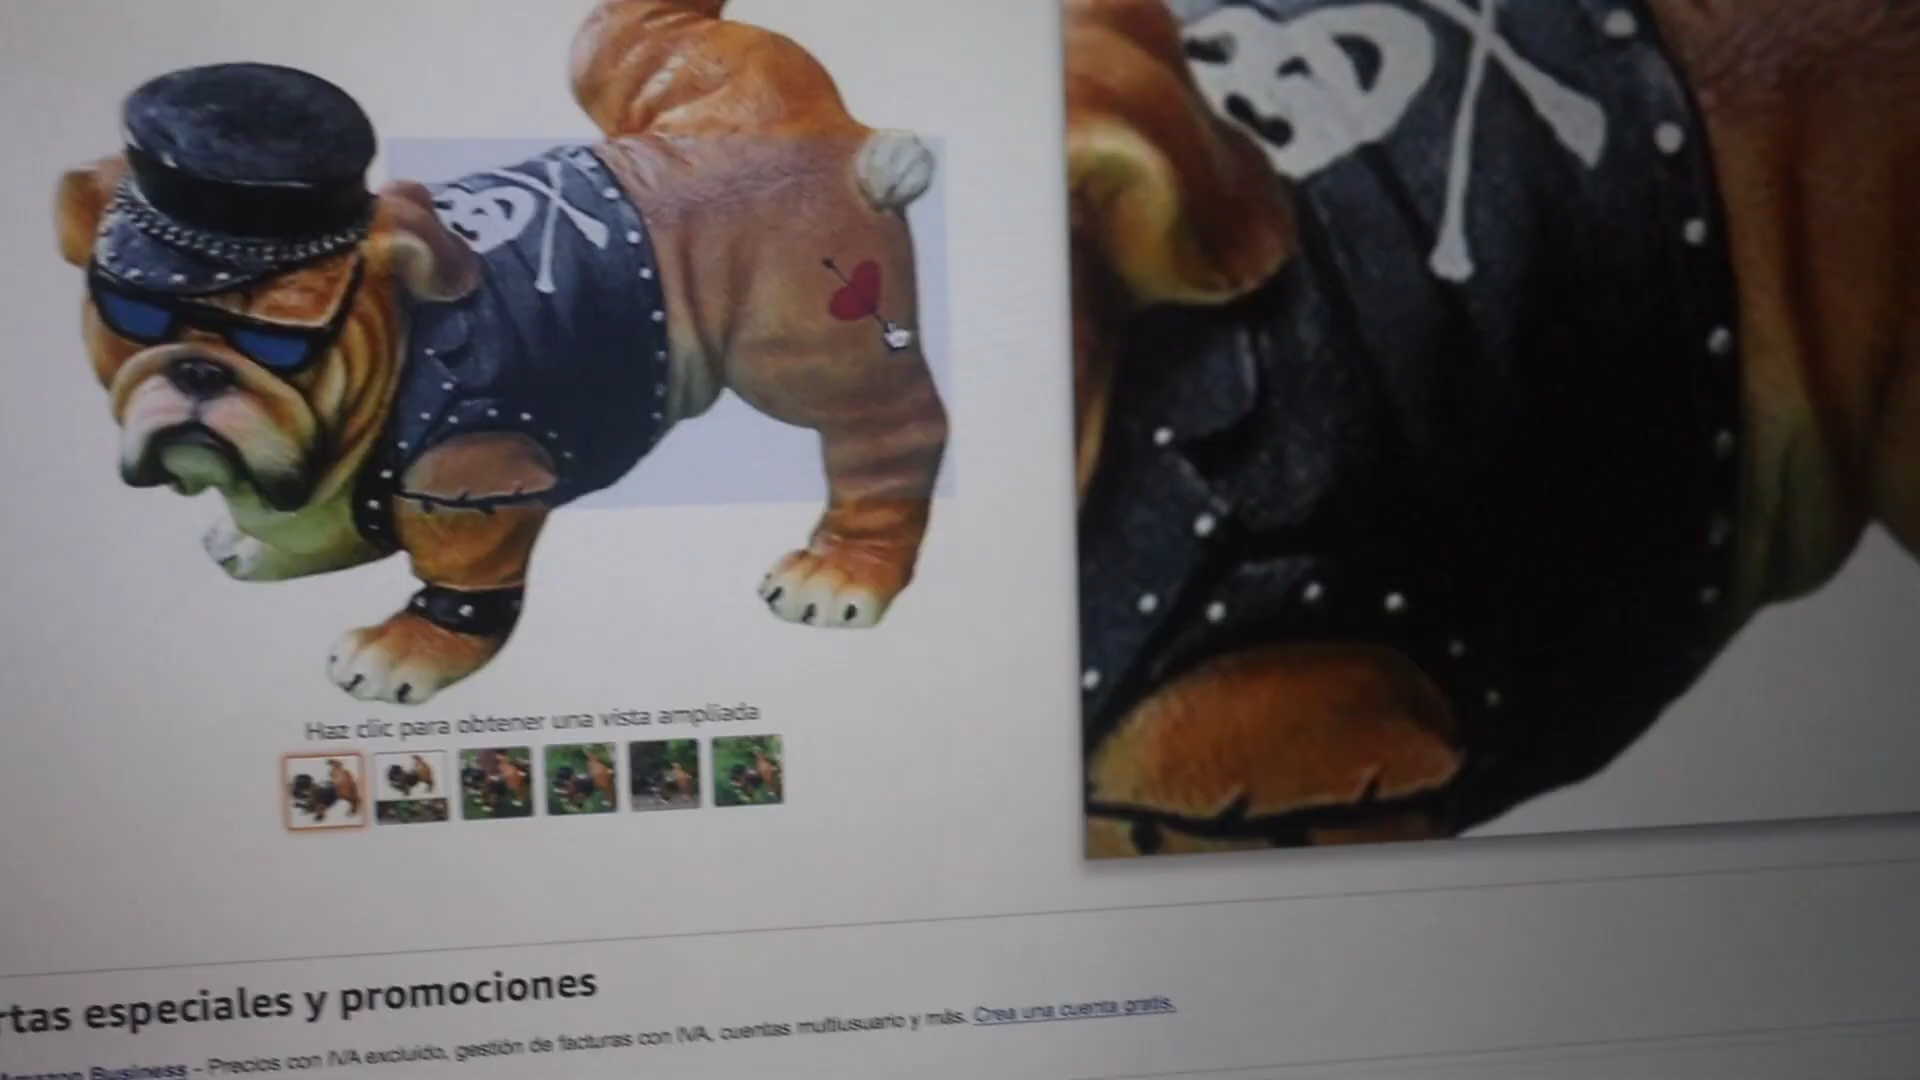 Haz clic para obtener una vista ampliada
rtas especiales y promociones
Amazon Business - Precios con IVA excluido, gestión de facturas con IVA, cuentas multiusuario y más. Crea una cuenta gratis.